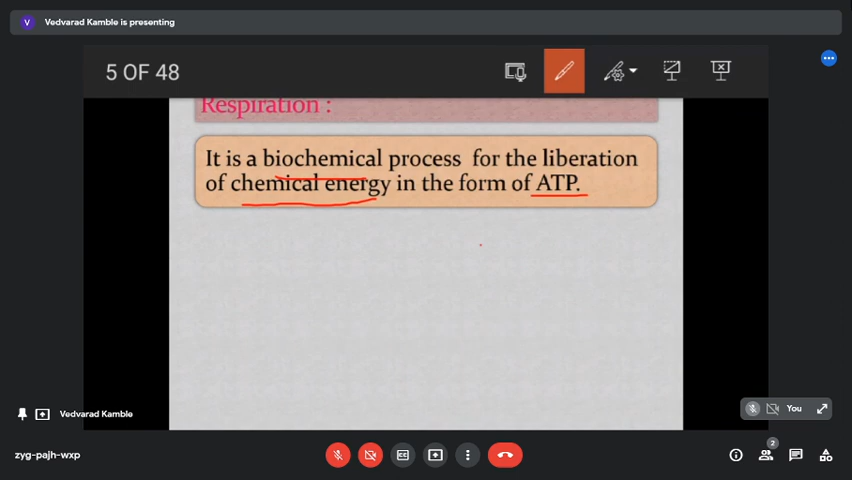 V Vedvarad Kamble is presenting
5 OF 48
Respiration :
It is a biochemical process for the liberation
of chemical energy in the form of ATP.
Vedvarad Kamble
You
zyg-pajh-wxp
CC
2